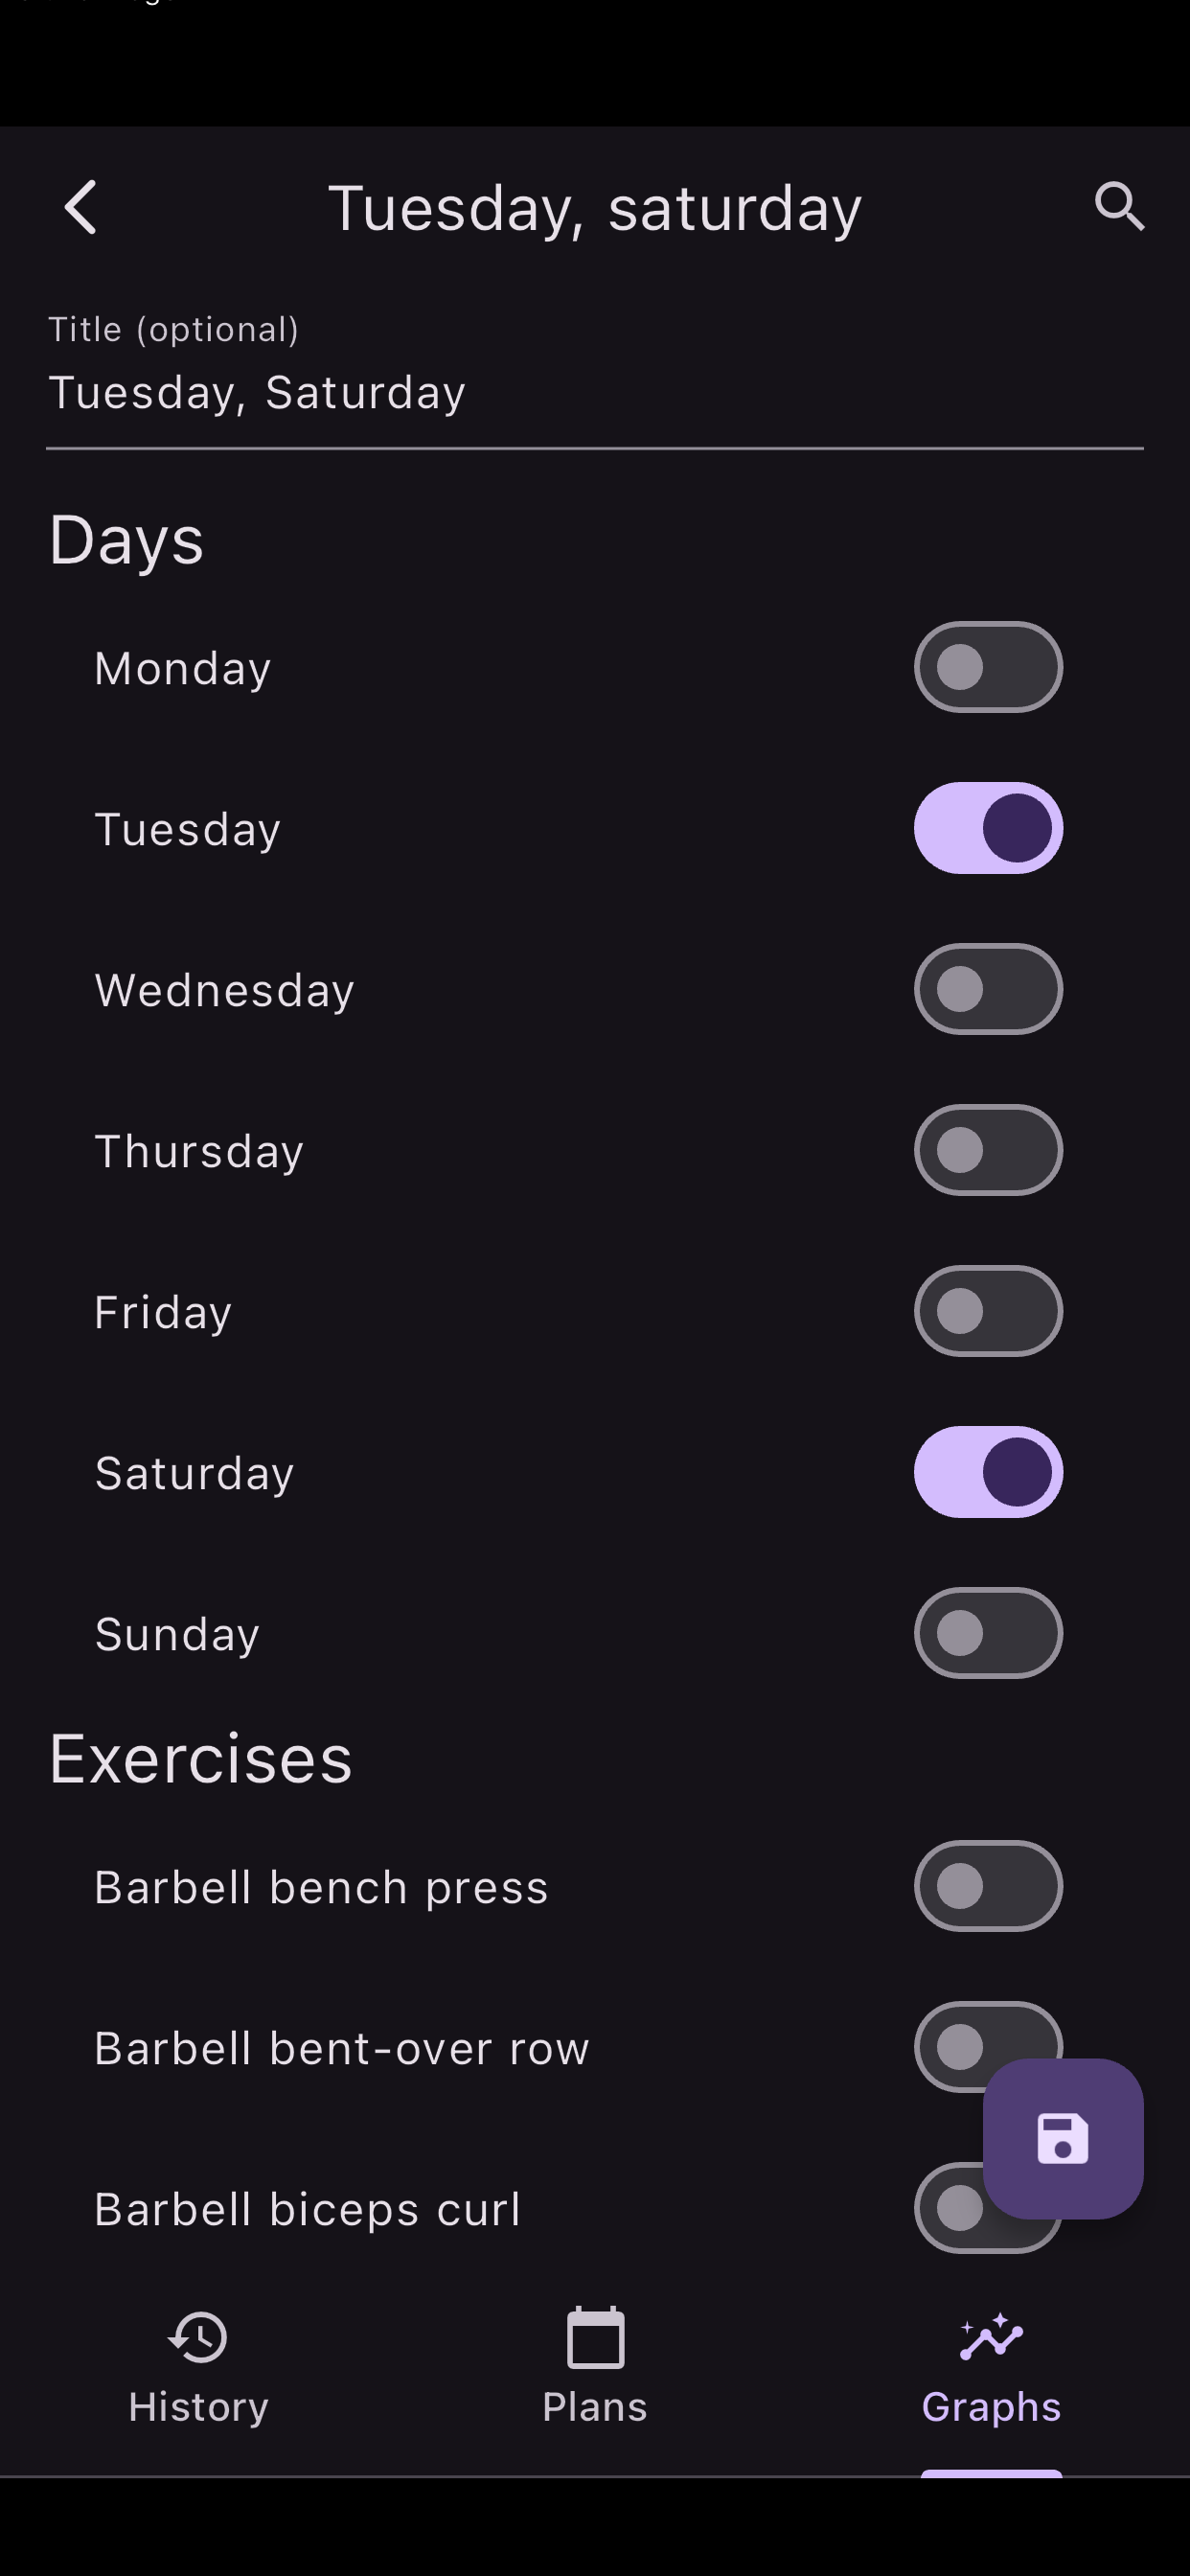 Tuesday, saturday
Title (optional)
Tuesday, Saturday
Days
Monday
Tuesday
Wednesday
Thursday
Friday
Saturday
Sunday
Exercises
Barbell bench press
Barbell bent-over row
Barbell biceps curl
History
Plans
Graphs